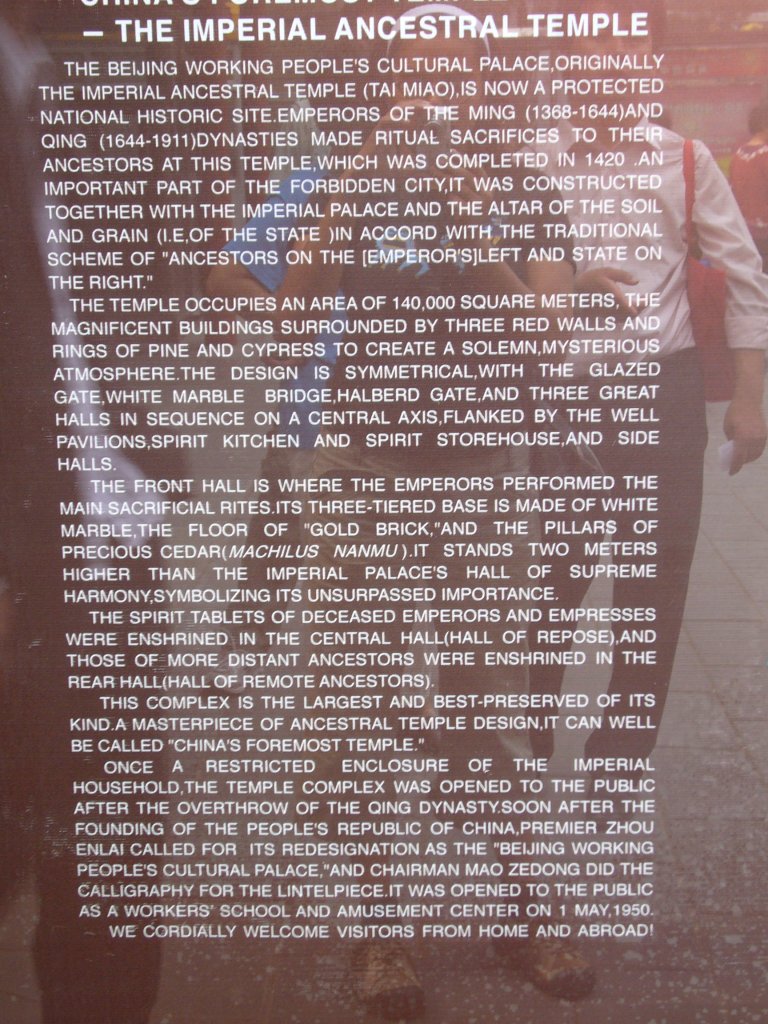 CHINA'S FOREMOST TEMPLE
– THE IMPERIAL ANCESTRAL TEMPLE
THE BEIJING WORKING PEOPLE'S CULTURAL PALACE,ORIGINALLY
THE IMPERIAL ANCESTRAL TEMPLE (TAI MIAO),IS NOW A PROTECTED
NATIONAL HISTORIC SITE.EMPERORS OF THE MING (1368-1644)AND
QING (1644-1911)DYNASTIES MADE RITUAL SACRIFICES TO THEIR
ANCESTORS AT THIS TEMPLE,WHICH WAS COMPLETED IN 1420 .AN
IMPORTANT PART OF THE FORBIDDEN CITY,IT WAS CONSTRUCTED
TOGETHER WITH THE IMPERIAL PALACE AND THE ALTAR OF THE SOIL
AND GRAIN (I.E,OF THE STATE )IN ACCORD WITH THE TRADITIONAL
SCHEME OF "ANCESTORS ON THE [EMPEROR'S]LEFT AND STATE ON
THE RIGHT."
THE TEMPLE OCCUPIES AN AREA OF 140,000 SQUARE METERS, THE
MAGNIFICENT BUILDINGS SURROUNDED BY THREE RED WALLS AND
RINGS OF PINE AND CYPRESS TO CREATE A SOLEMN,MYSTERIOUS
ATMOSPHERE.THE DESIGN IS SYMMETRICAL,WITH THE GLAZED
GATE,WHITE MARBLE BRIDGE,HALBERD GATE,AND THREE GREAT
HALLS IN SEQUENCE ON A CENTRAL AXIS,FLANKED BY THE WELL
PAVILIONS,SPIRIT KITCHEN AND SPIRIT STOREHOUSE,AND SIDE
HALLS.
THE FRONT HALL IS WHERE THE EMPERORS PERFORMED THE
MAIN SACRIFICIAL RITES.ITS THREE-TIERED BASE IS MADE OF WHITE
MARBLE,THE FLOOR OF "GOLD BRICK,"AND THE PILLARS OF
PRECIOUS CEDAR(MACHILUS NANMU ).IT STANDS TWO METERS
HIGHER THAN THE IMPERIAL PALACE'S HALL OF SUPREME
HARMONY,SYMBOLIZING ITS UNSURPASSED IMPORTANCE.
THE SPIRIT TABLETS OF DECEASED EMPERORS AND EMPRESSES
WERE ENSHRINED IN THE CENTRAL HALL(HALL OF REPOSE),AND
THOSE OF MORE DISTANT ANCESTORS WERE ENSHRINED IN THE
REAR HALL(HALL OF REMOTE ANCESTORS).
THIS COMPLEX IS THE LARGEST AND BEST-PRESERVED OF ITS
KIND.A MASTERPIECE OF ANCESTRAL TEMPLE DESIGN,IT CAN WELL
BE CALLED "CHINA'S FOREMOST TEMPLE."
ONCE A RESTRICTED ENCLOSURE OF THE IMPERIAL
HOUSEHOLD,THE TEMPLE COMPLEX WAS OPENED TO THE PUBLIC
AFTER THE OVERTHROW OF THE QING DYNASTY.SOON AFTER THE
FOUNDING OF THE PEOPLE'S REPUBLIC OF CHINA,PREMIER ZHOU
ENLAI CALLED FOR ITS REDESIGNATION AS THE "BEIJING WORKING
PEOPLE'S CULTURAL PALACE,"AND CHAIRMAN MAO ZEDONG DID THE
CALLIGRAPHY FOR THE LINTELPIECE.IT WAS OPENED TO THE PUBLIC
AS A WORKERS' SCHOOL AND AMUSEMENT CENTER ON 1 MAY,1950.
WE CORDIALLY WELCOME VISITORS FROM HOME AND ABROAD!